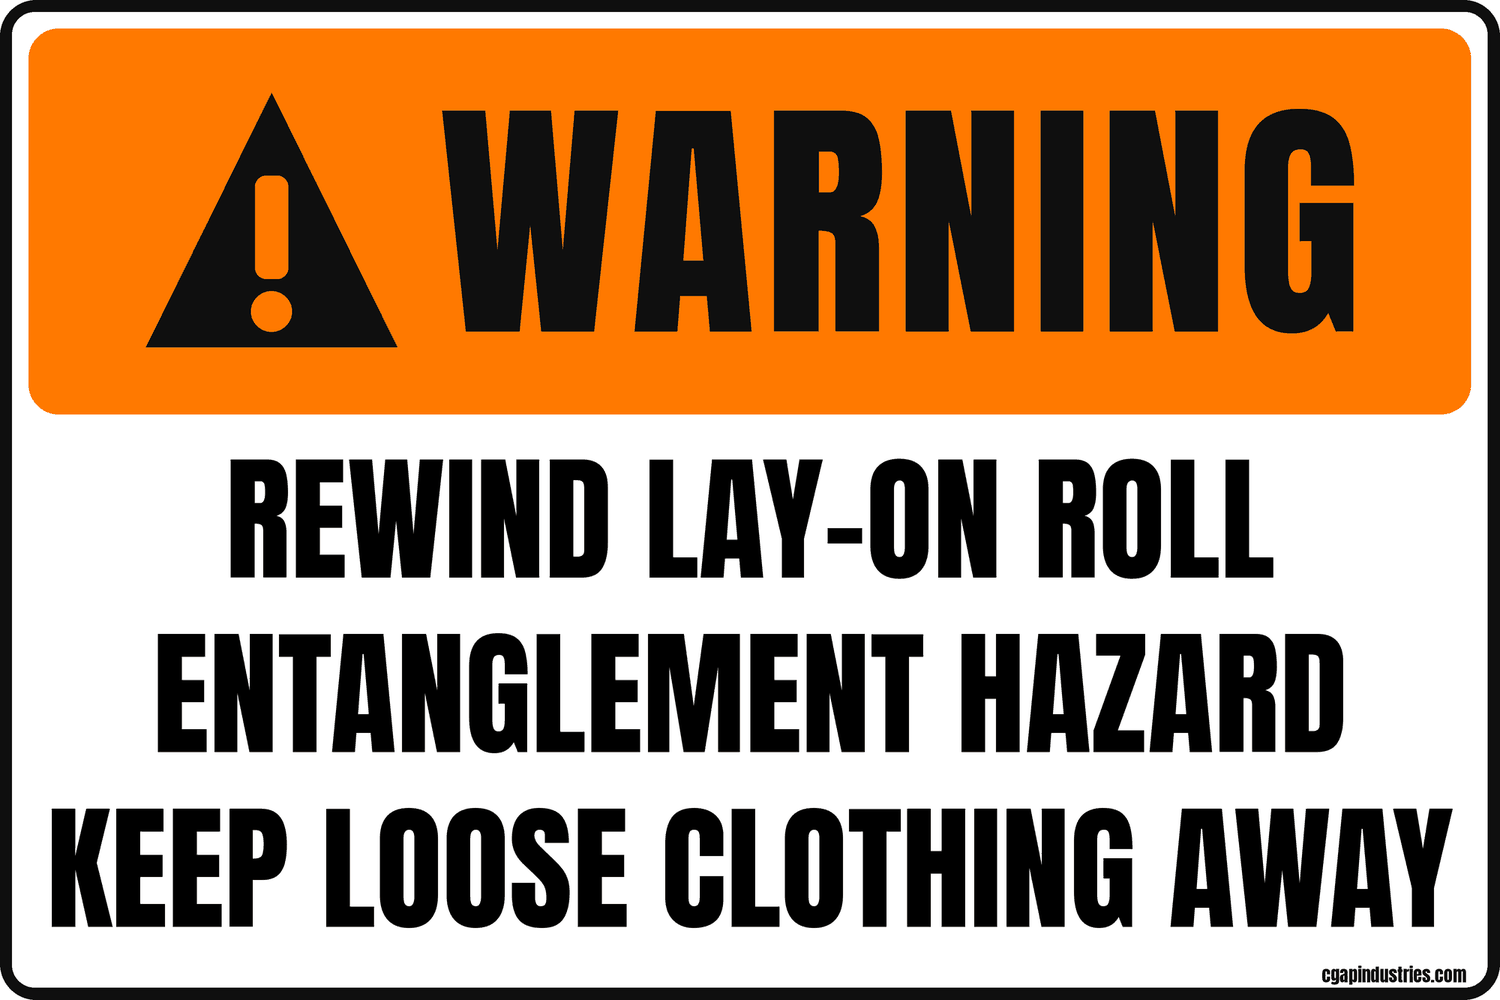 WARNING
REWIND LAY-ON ROLL
ENTANGLEMENT HAZARD
KEEP LOOSE CLOTHING AWAY
cgapindustries.com